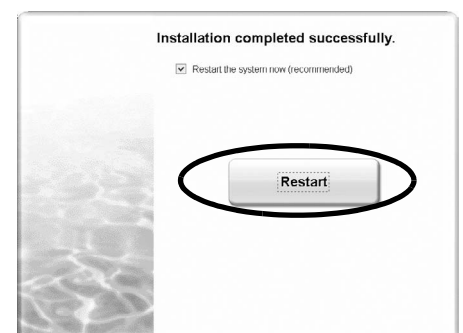 Installation completed successfully.
Restart the system now (recommended)
Restart